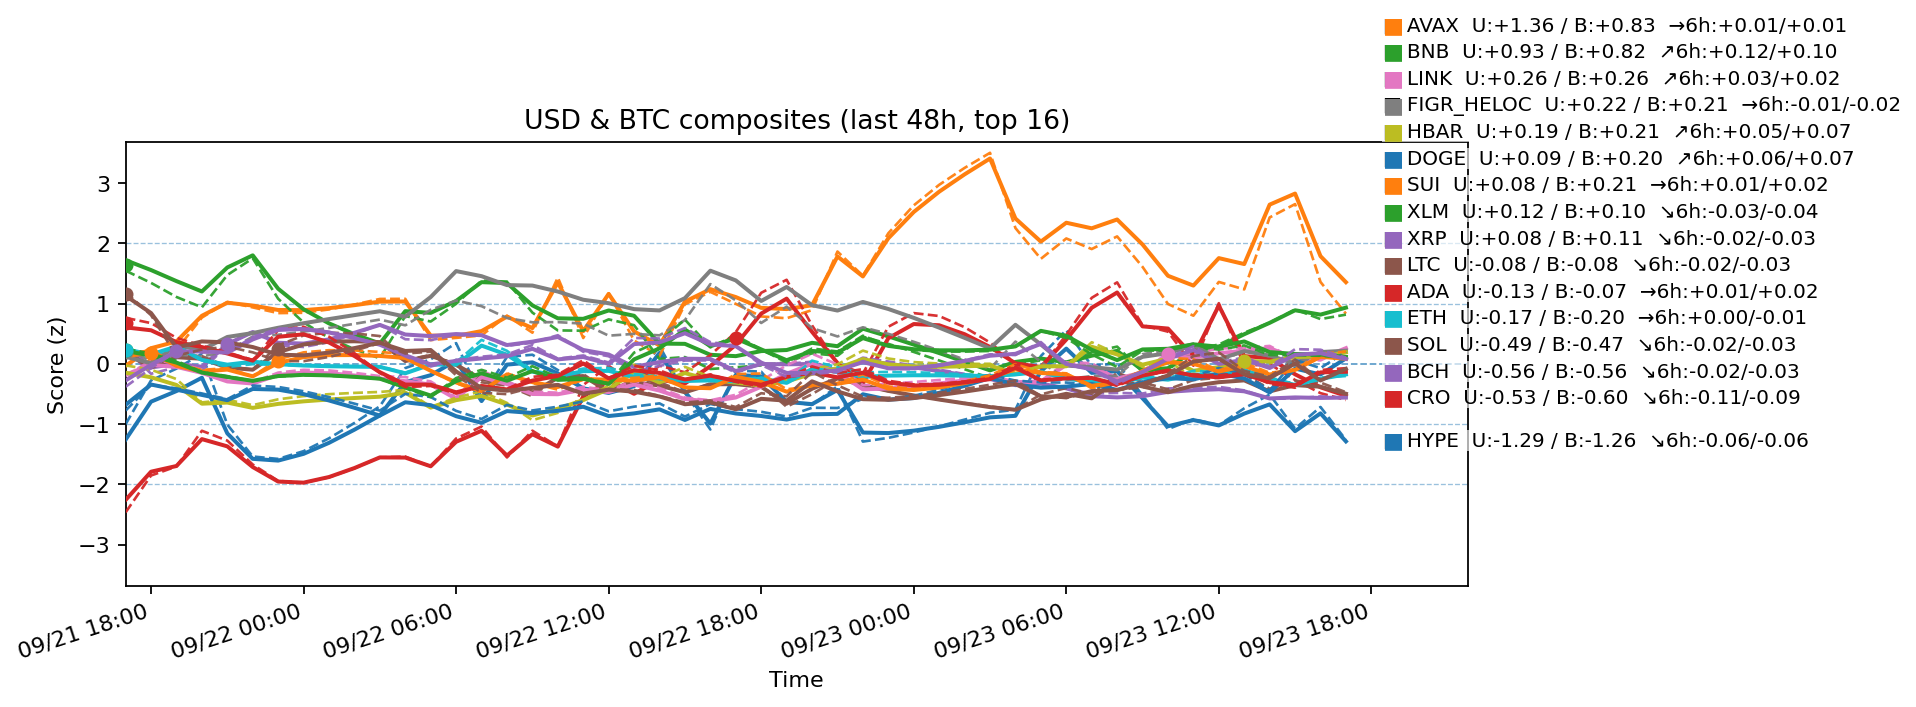 AVAX  U:+1.36 / B:+0.83  →6h:+0.01/+0.01
BNB  U:+0.93 / B:+0.82  ↗6h:+0.12/+0.10
LINK  U:+0.26 / B:+0.26  ↗6h:+0.03/+0.02
FIGR_HELOC  U:+0.22 / B:+0.21  →6h:-0.01/-0.02
HBAR  U:+0.19 / B:+0.21  ↗6h:+0.05/+0.07
DOGE  U:+0.09 / B:+0.20  ↗6h:+0.06/+0.07
SUI  U:+0.08 / B:+0.21  →6h:+0.01/+0.02
XLM  U:+0.12 / B:+0.10  ↘6h:-0.03/-0.04
XRP  U:+0.08 / B:+0.11  ↘6h:-0.02/-0.03
LTC  U:-0.08 / B:-0.08  ↘6h:-0.02/-0.03
ADA  U:-0.13 / B:-0.07  →6h:+0.01/+0.02
ETH  U:-0.17 / B:-0.20  →6h:+0.00/-0.01
SOL  U:-0.49 / B:-0.47  ↘6h:-0.02/-0.03
BCH  U:-0.56 / B:-0.56  ↘6h:-0.02/-0.03
CRO  U:-0.53 / B:-0.60  ↘6h:-0.11/-0.09
HYPE  U:-1.29 / B:-1.26  ↘6h:-0.06/-0.06
USD & BTC composites (last 48h, top 16)
Score (z)
3
2
1
0
−1
−2
−3
09/21 18:00
09/22 00:00
09/22 06:00
09/22 12:00
09/22 18:00
09/23 00:00
09/23 06:00
09/23 12:00
09/23 18:00
Time